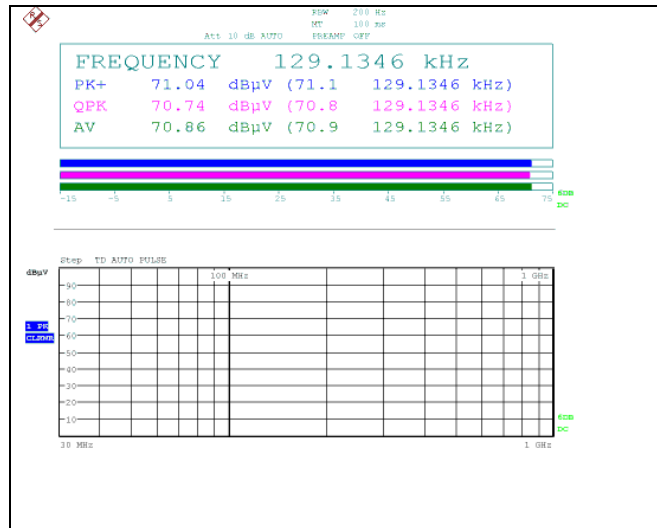 R S
RBW 200 Hz
MT 100 ms
Att 10 dB AUTO PREAMP OFF
FREQUENCY 129.1346 kHz
PK+ 71.04 dBµV (71.1 129.1346 kHz)
QPK 70.74 dBµV (70.8 129.1346 kHz)
AV 70.86 dBµV (70.9 129.1346 kHz)
-15 -5 5 15 25 35 45 55 65 75
6DB
DC
Step TD AUTO PULSE
dBµV
100 MHz 1 GHz
90
80
70
1 PK
60
CLRWR
50
40
30
20
10
6DB
DC
30 MHz 1 GHz